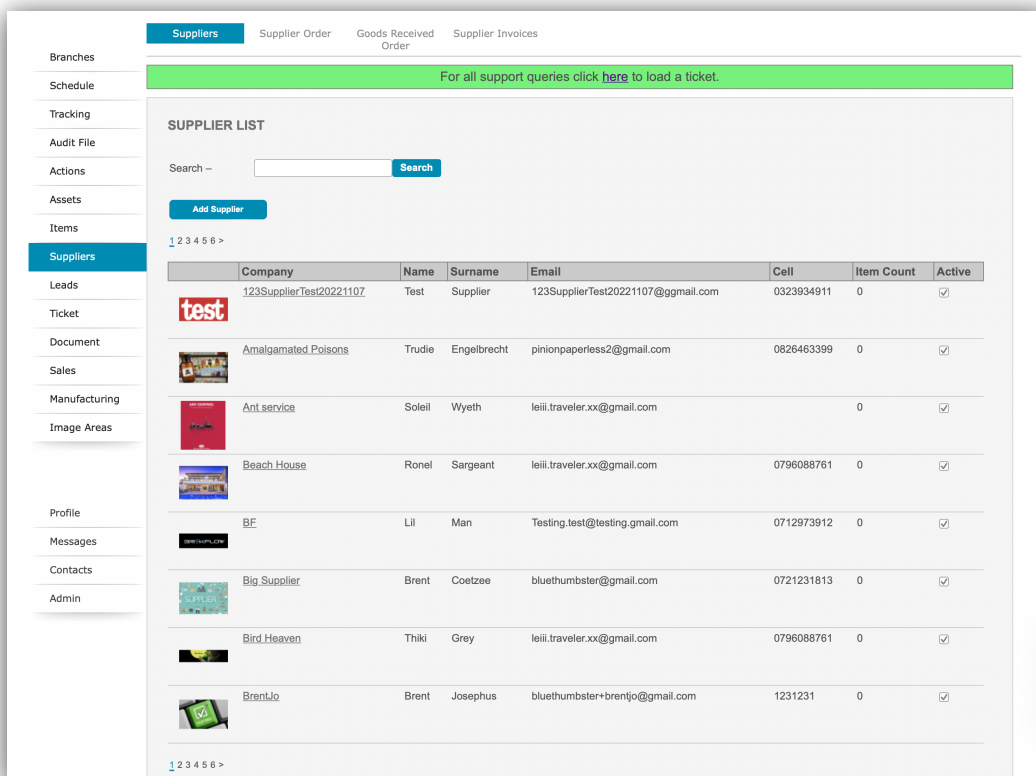 Suppliers
Supplier Order
Goods Received
Order
Supplier Invoices
Branches
Schedule
Tracking
Audit File
Actions
Assets
Items
Suppliers
Leads
Ticket
Document
Sales
Manufacturing
Image Areas
Profile
Messages
Contacts
Admin
For all support queries click here to load a ticket.
SUPPLIER LIST
Search –
Search
Add Supplier
1 2 3 4 5 6 >
Company Name Surname Email Cell Item Count Active
test
123SupplierTest20221107 Test Supplier 123SupplierTest20221107@ggmail.com 0323934911 0
Amalgamated Poisons Trudie Engelbrecht pinionpaperless2@gmail.com 0826463399 0
ANT CONTROL
Ant service Soleil Wyeth leiii.traveler.xx@gmail.com 0
Beach House Ronel Sargeant leiii.traveler.xx@gmail.com 0796088761 0
BF Lil Man Testing.test@testing.gmail.com 0712973912 0
SUPPLIER
Big Supplier Brent Coetzee bluethumbster@gmail.com 0721231813 0
Bird Heaven Thiki Grey leiii.traveler.xx@gmail.com 0796088761 0
BrentJo Brent Josephus bluethumbster+brentjo@gmail.com 1231231 0
1 2 3 4 5 6 >